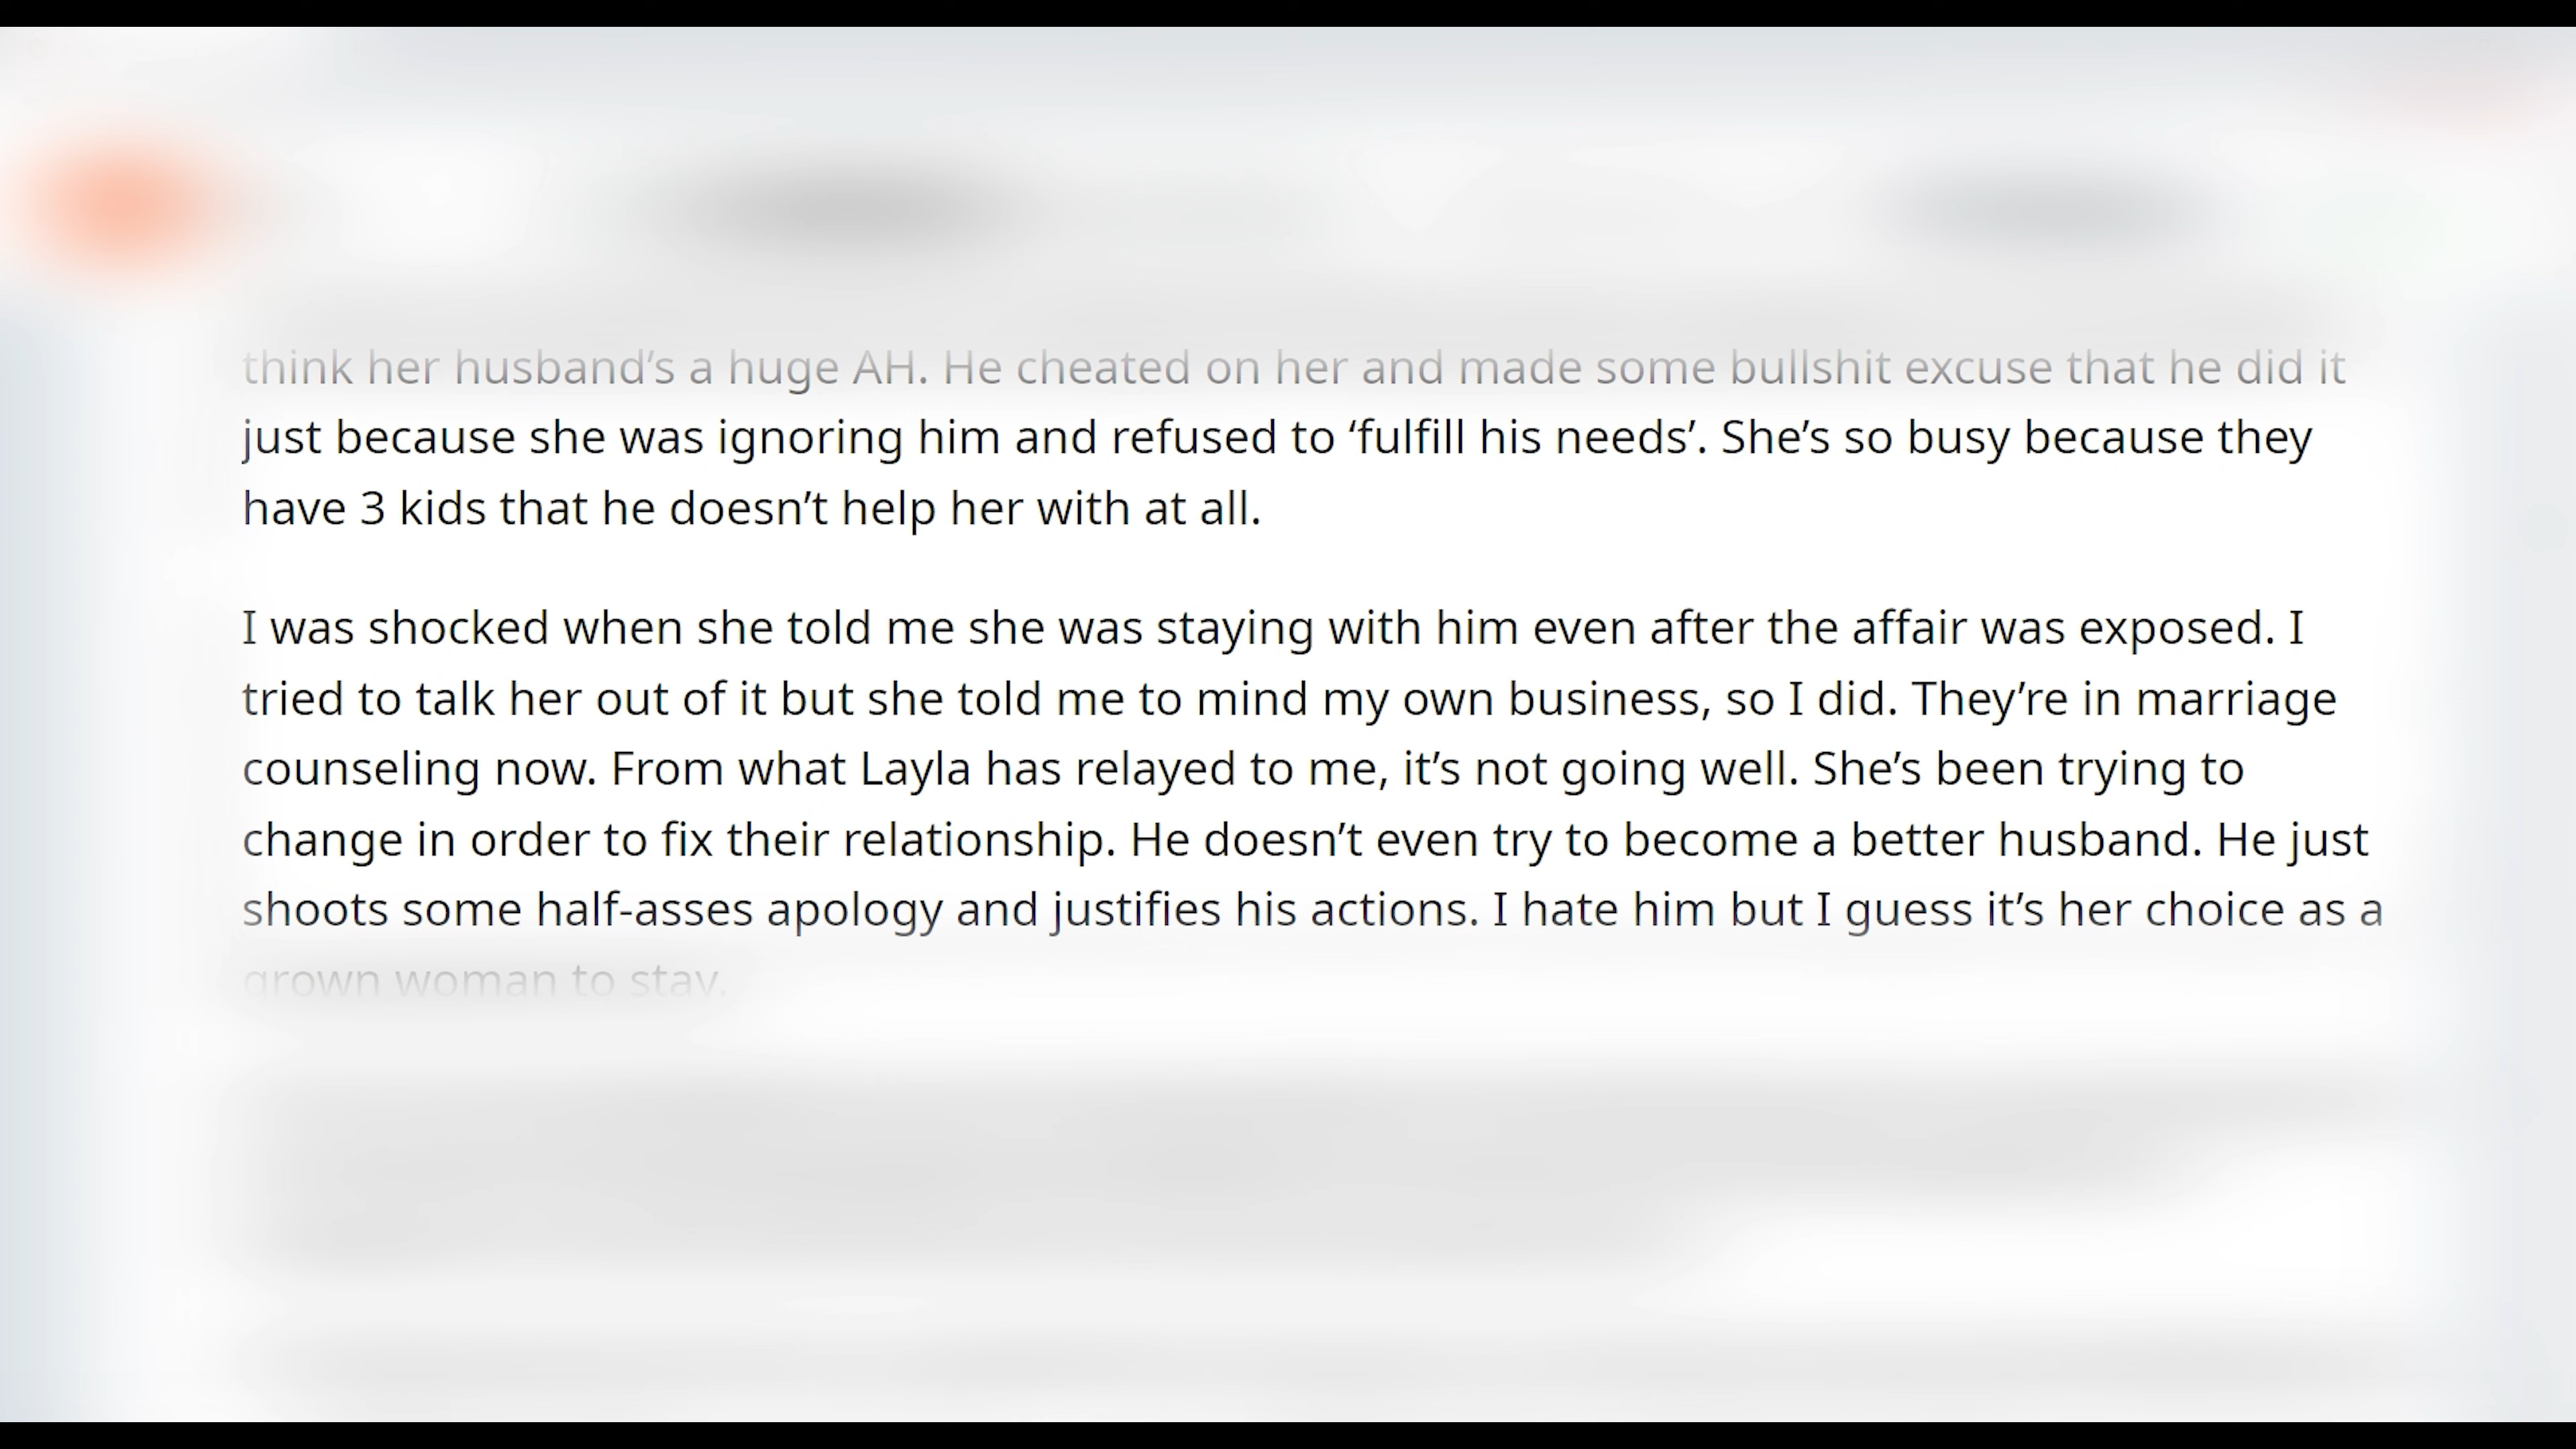 think her husband’s a huge AH. He cheated on her and made some bullshit excuse that he did it
just because she was ignoring him and refused to ‘fulfill his needs’. She’s so busy because they
have 3 kids that he doesn’t help her with at all.
I was shocked when she told me she was staying with him even after the affair was exposed. I
tried to talk her out of it but she told me to mind my own business, so I did. They’re in marriage
counseling now. From what Layla has relayed to me, it’s not going well. She’s been trying to
change in order to fix their relationship. He doesn’t even try to become a better husband. He just
shoots some half-asses apology and justifies his actions. I hate him but I guess it’s her choice as a
grown woman to stay.